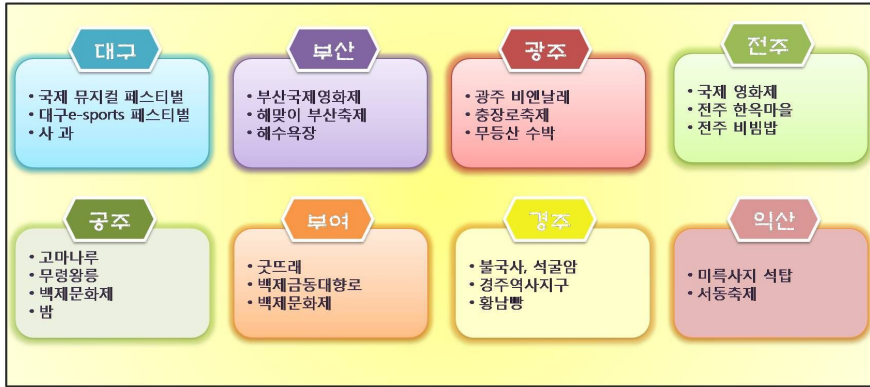 대구
• 국제 뮤지컬 페스티벌
• 대구e-sports 페스티벌
• 사 과
부산
• 부산국제영화제
• 해맞이 부산축제
• 해수욕장
광주
• 광주 비엔날레
• 충장로축제
• 무등산 수박
전주
• 국제 영화제
• 전주 한옥마을
• 전주 비빔밥
공주
• 고마나루
• 무령왕릉
• 백제문화제
• 밤
부여
• 굿뜨래
• 백제금동대향로
• 백제문화제
경주
• 불국사, 석굴암
• 경주역사지구
• 황남빵
익산
• 미륵사지 석탑
• 서동축제